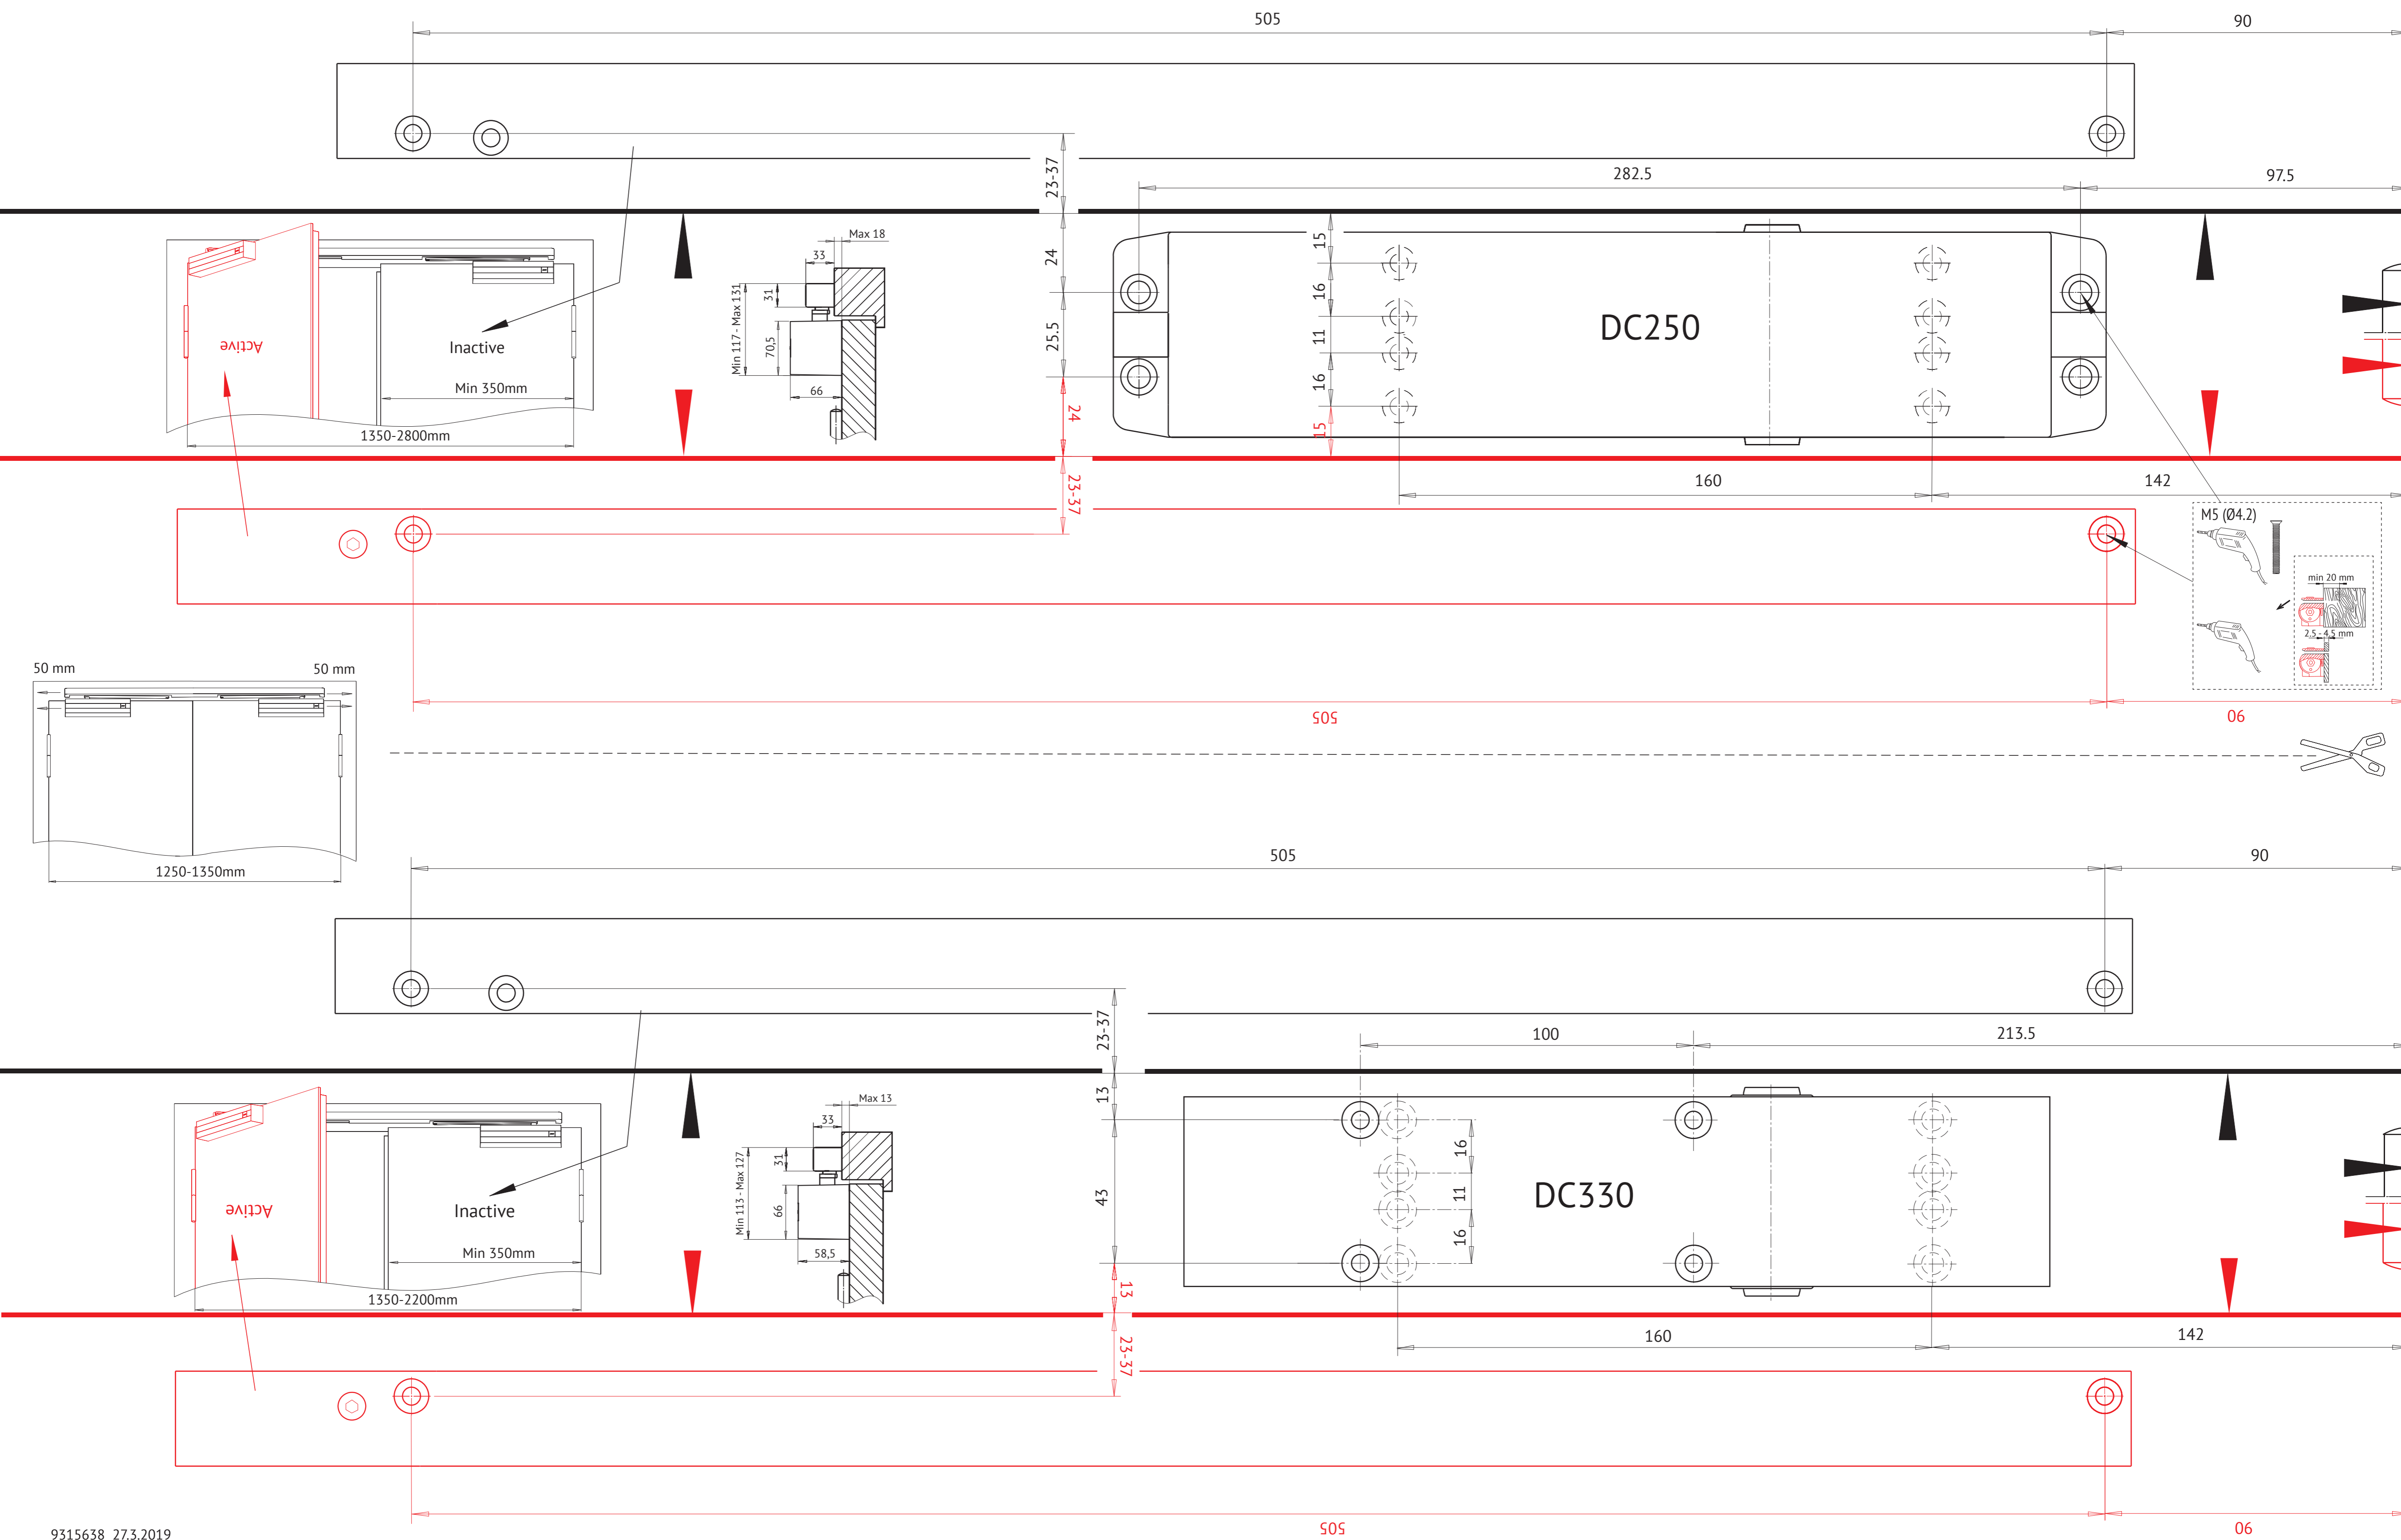 505
90
23-37
282.5
97.5
Max 18
33
31
Min 117 - Max 131
70,5
66
24
25.5
24
15
16
11
16
15
DC250
Active
Inactive
Min 350mm
1350-2800mm
23-37
160
142
M5 (Ø4.2)
min 20 mm
2,5 - 4,5 mm
505
90
50 mm
50 mm
1250-1350mm
505
90
23-37
100
213.5
Max 13
33
31
Min 113 - Max 127
66
58,5
13
43
13
16
11
16
DC330
Active
Inactive
Min 350mm
1350-2200mm
23-37
160
142
505
90
9315638 27.3.2019